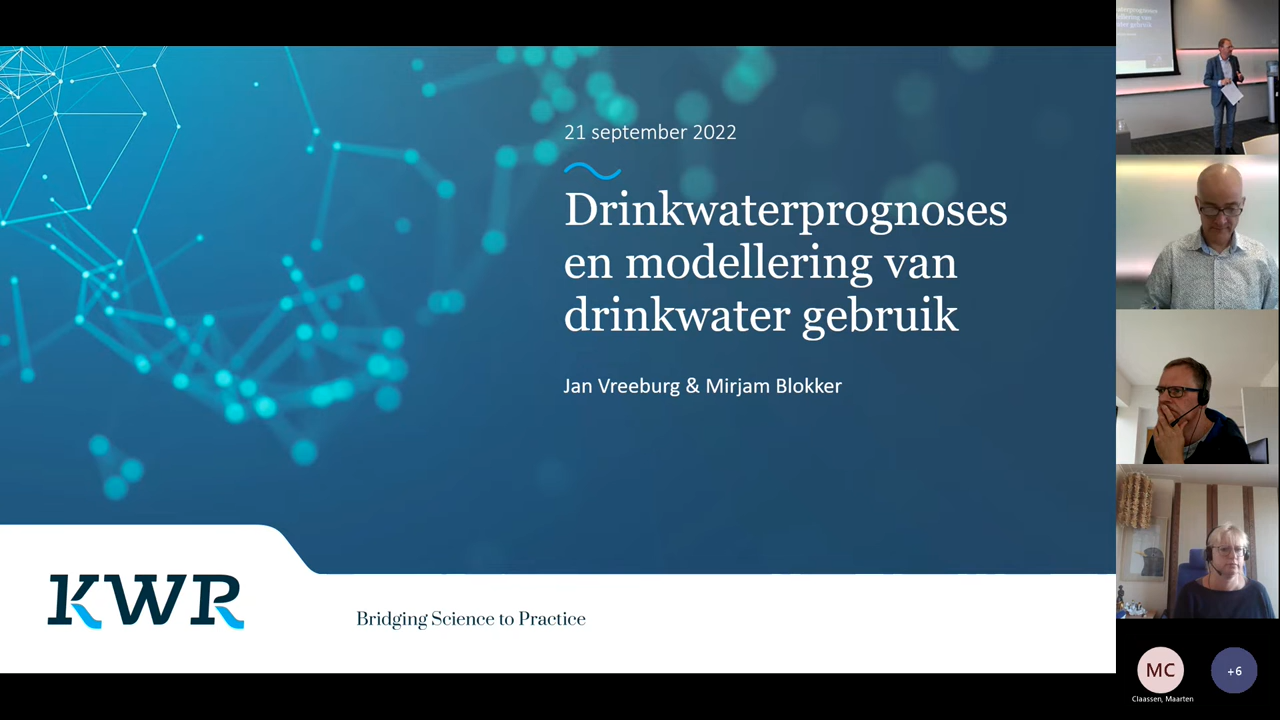 21 september 2022
Drinkwaterprognoses
en modellering van
drinkwater gebruik
Jan Vreeburg & Mirjam Blokker
KWR
Bridging Science to Practice
MC
+6
Claassen, Maarten